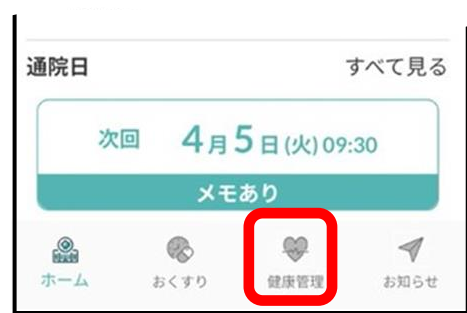 通院日 すべて見る
次回 4月5日(火)09:30
メモあり
ホーム おくすり 健康管理 お知らせ